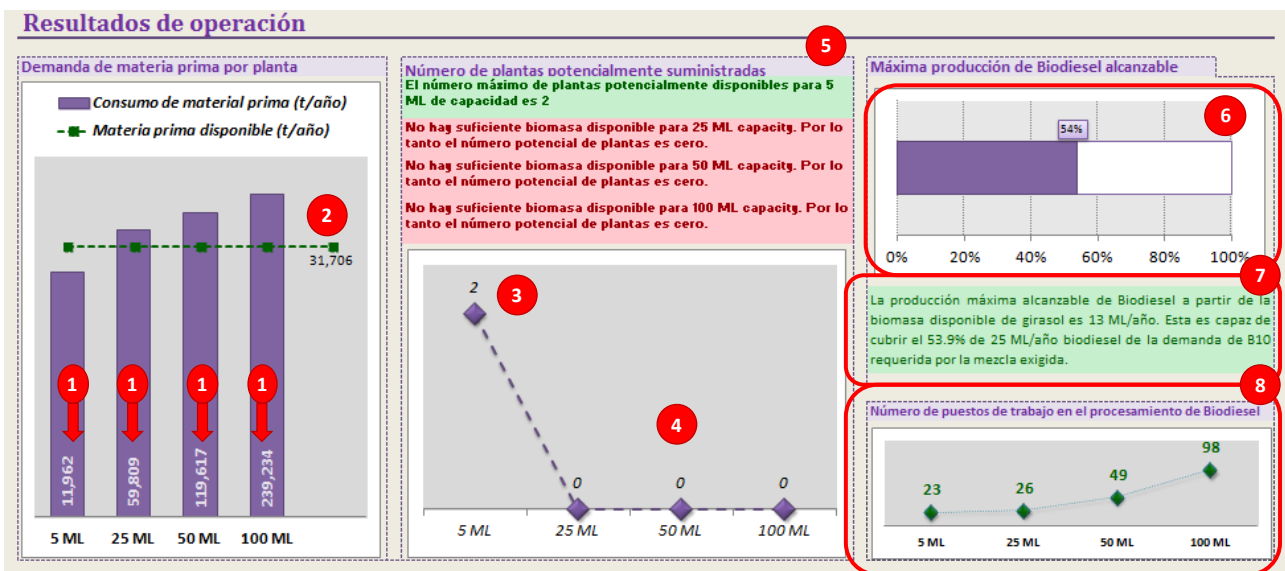 Resultados de operación
5
Demanda de materia prima por planta
Consumo de material prima (t/año)
Materia prima disponible (t/año)
2
31,706
1
1
1
1
11,962
59,809
119,617
239,234
5 ML
25 ML
50 ML
100 ML
Número de plantas potencialmente suministradas
El número máximo de plantas potencialmente disponibles para 5
ML de capacidad es 2
No hay suficiente biomasa disponible para 25 ML capacity. Por lo
tanto el número potencial de plantas es cero.
No hay suficiente biomasa disponible para 50 ML capacity. Por lo
tanto el número potencial de plantas es cero.
No hay suficiente biomasa disponible para 100 ML capacity. Por lo
tanto el número potencial de plantas es cero.
2
3
4
0
0
0
5 ML
25 ML
50 ML
100 ML
Máxima producción de Biodiesel alcanzable
6
54%
0%
20%
40%
60%
80%
100%
7
La producción máxima alcanzable de Biodiesel a partir de la
biomasa disponible de girasol es 13 ML/año. Esta es capaz de
cubrir el 53.9% de 25 ML/año biodiesel de la demanda de B10
requerida por la mezcla exigida.
8
Número de puestos de trabajo en el procesamiento de Biodiesel
23
26
49
98
5 ML
25 ML
50 ML
100 ML